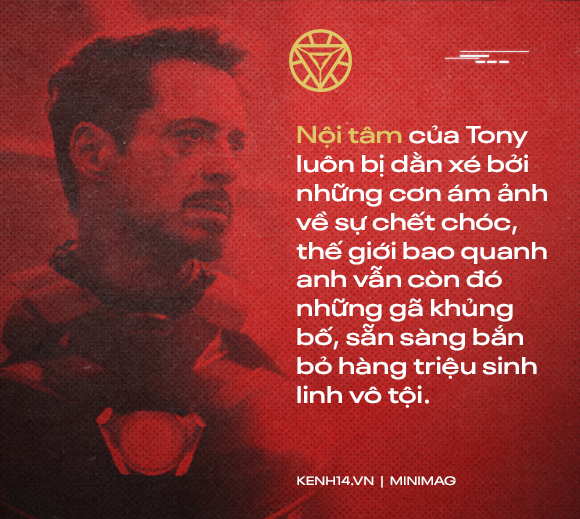 Nội tâm của Tony
luôn bị dằn xé bởi
những cơn ám ảnh
về sự chết chóc,
thế giới bao quanh
anh vẫn còn đó
những gã khủng
bố, sẵn sàng bắn
bỏ hàng triệu sinh
linh vô tội.
KENH14.VN | MINIMAG